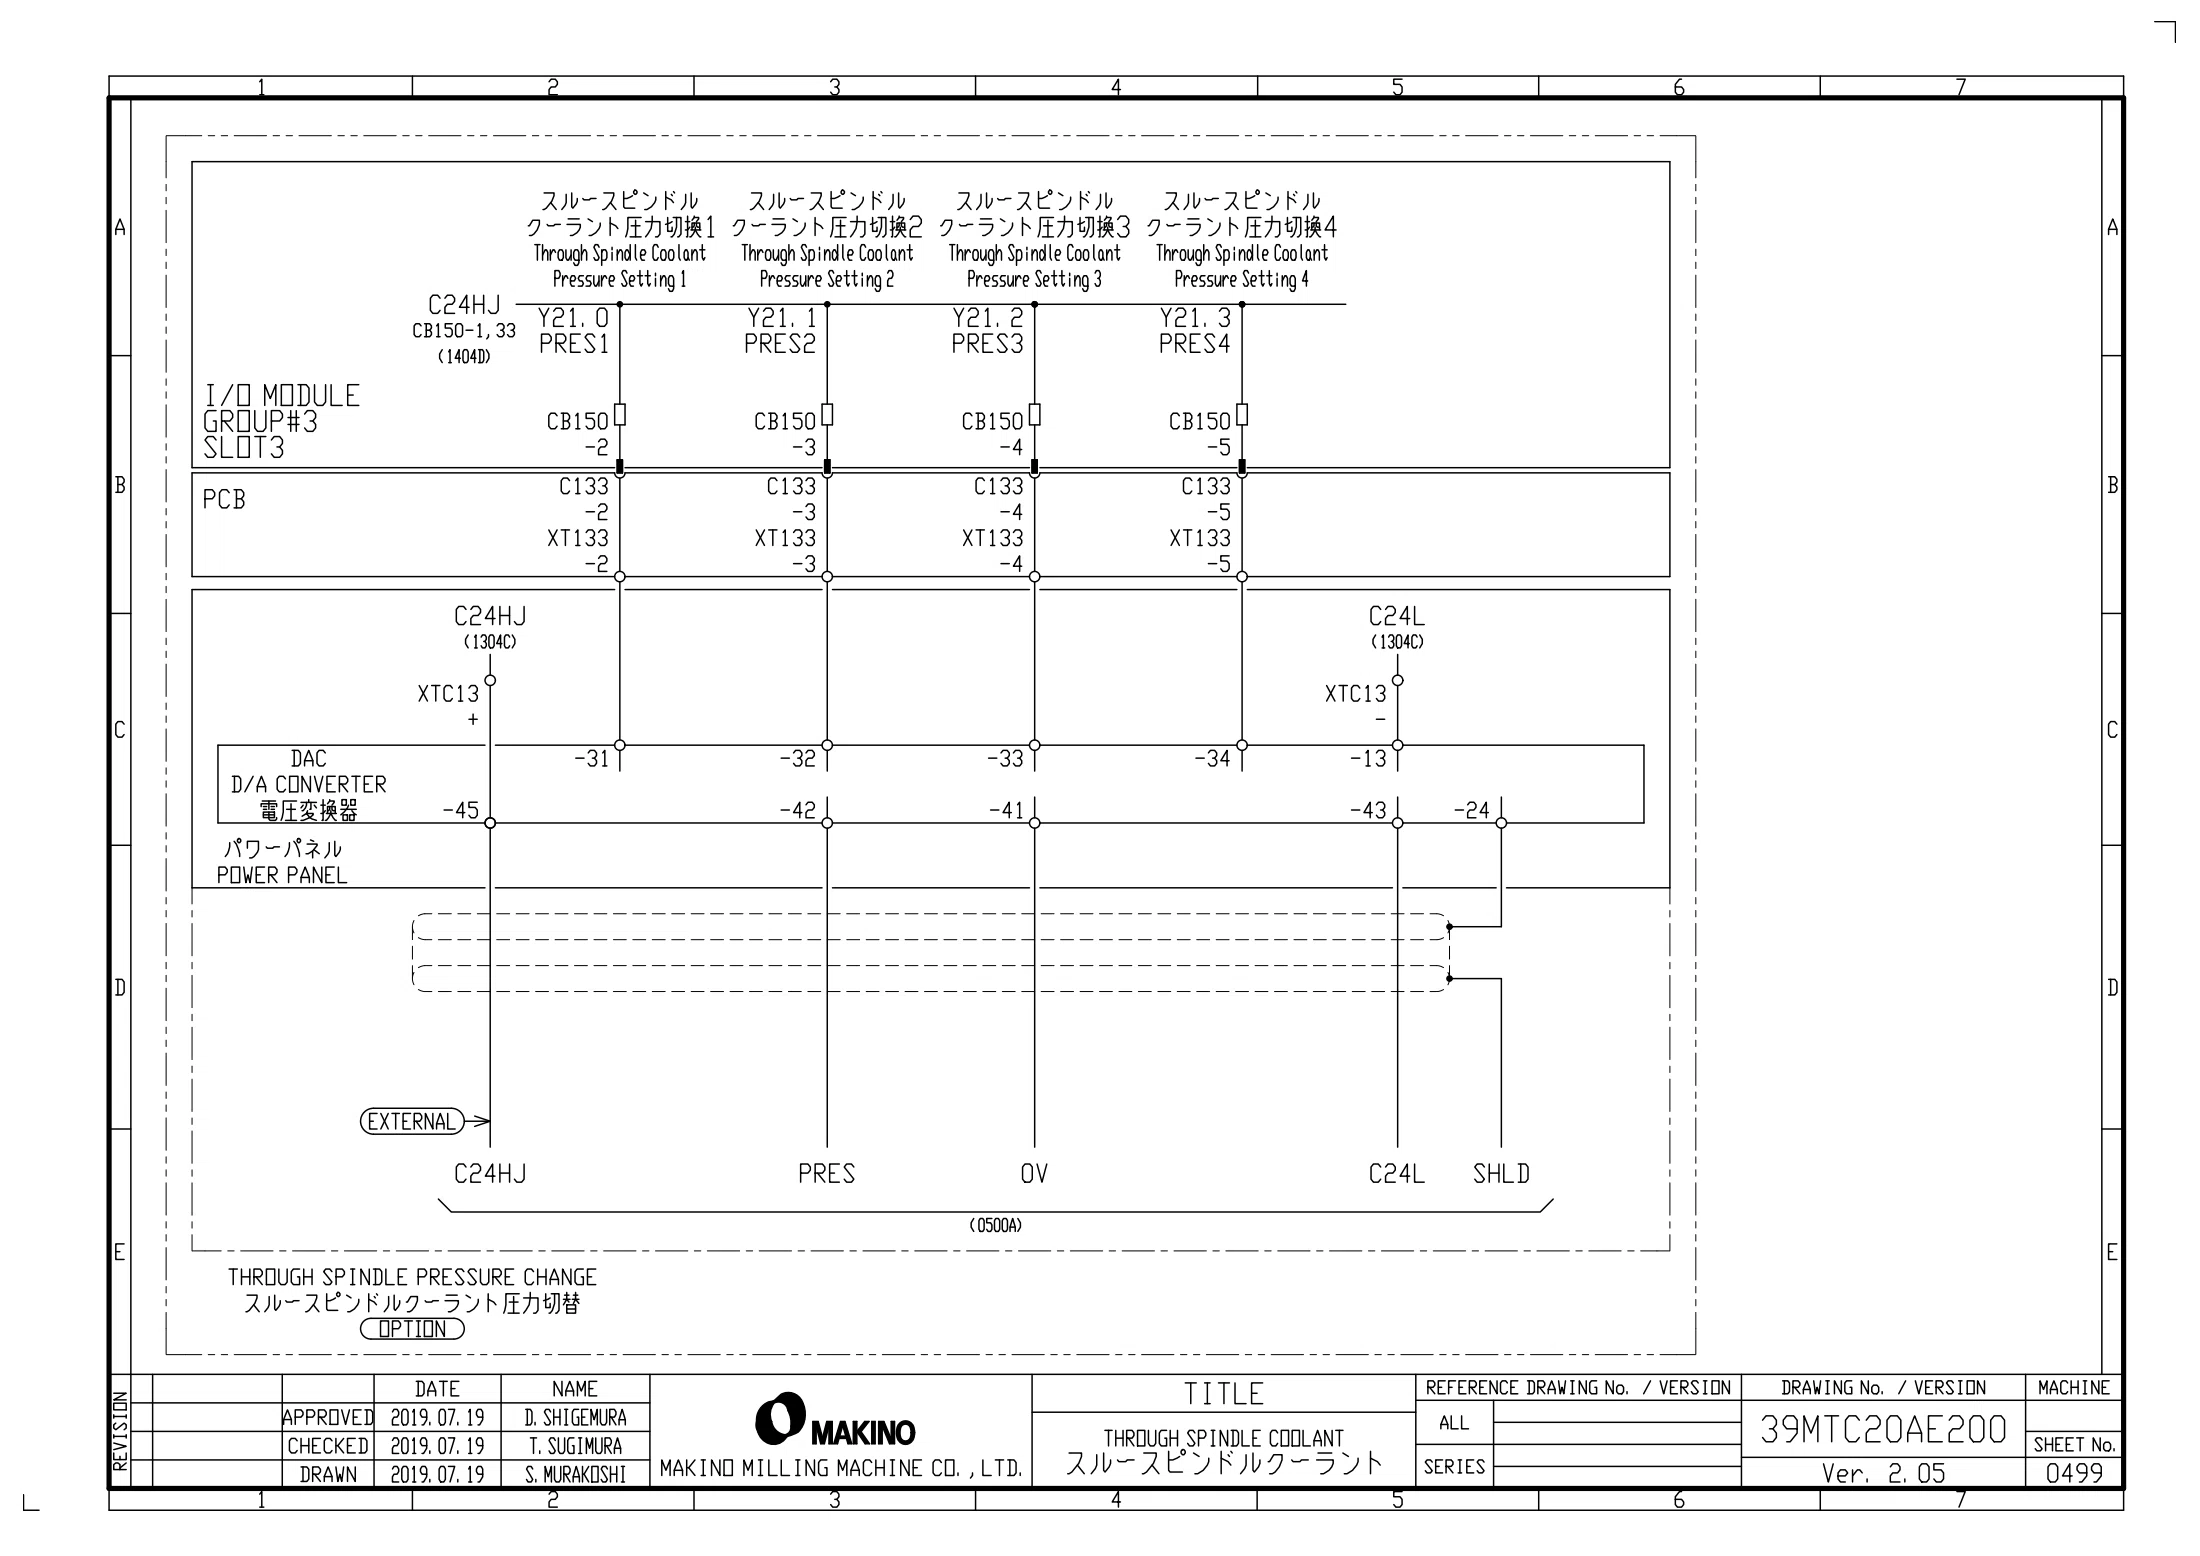 1 2 3 4 5 6 7
A A
スルースピンドル スルースピンドル スルースピンドル スルースピンドル
クーラント圧力切換1 クーラント圧力切換2 クーラント圧力切換3 クーラント圧力切換4
Through Spindle Coolant Through Spindle Coolant Through Spindle Coolant Through Spindle Coolant
Pressure Setting 1 Pressure Setting 2 Pressure Setting 3 Pressure Setting 4
C24HJ Y21.0 Y21.1 Y21.2 Y21.3
CB150-1,33 PRES1 PRES2 PRES3 PRES4
(1404D)
I/O MODULE
GROUP#3 CB150 CB150 CB150 CB150
SLOT3 -2 -3 -4 -5
B B
PCB C133 C133 C133 C133
-2 -3 -4 -5
XT133 XT133 XT133 XT133
-2 -3 -4 -5
C24HJ C24L
(1304C) (1304C)
XTC13 XTC13
+ -
C C
DAC -31 -32 -33 -34 -13
D/A CONVERTER
電圧変換器 -45 -42 -41 -43 -24
パワーパネル
POWER PANEL
D D
EXTERNAL
C24HJ PRES 0V C24L SHLD
(0500A)
E E
THROUGH SPINDLE PRESSURE CHANGE
スルースピンドルクーラント圧力切替
OPTION
REVISION
DATE NAME
APPROVED 2019.07.19 D. SHIGEMURA
CHECKED 2019.07.19 T. SUGIMURA
DRAWN 2019.07.19 S. MURAKOSHI
MAKINO
MAKINO MILLING MACHINE CO.,LTD.
TITLE
THROUGH SPINDLE COOLANT
スルースピンドルクーラント
REFERENCE DRAWING No. / VERSION
ALL
SERIES
DRAWING No. / VERSION
39MTC20AE200
Ver. 2.05
MACHINE
SHEET No.
0499
1 2 3 4 5 6 7